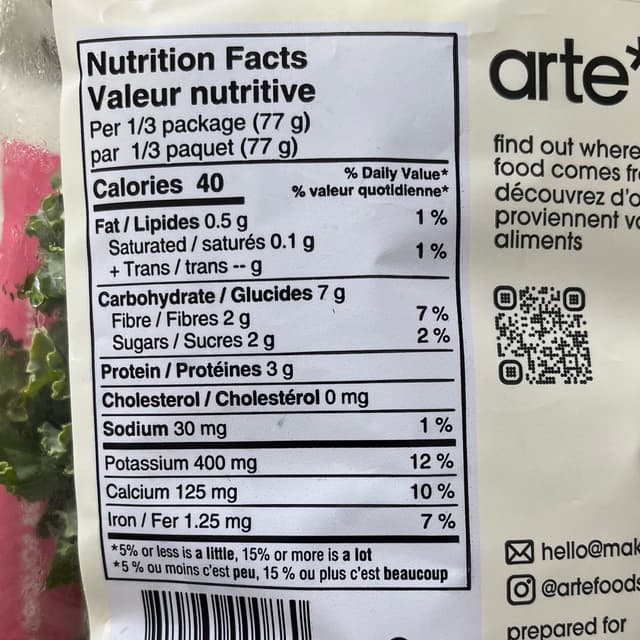 Nutrition Facts
Valeur nutritive
Per 1/3 package (77 g)
par 1/3 paquet (77 g)
Calories 40
% Daily Value*
% valeur quotidienne*
Fat / Lipides 0.5 g 1 %
Saturated / saturés 0.1 g
+ Trans / trans -- g 1 %
Carbohydrate / Glucides 7 g
Fibre / Fibres 2 g 7 %
Sugars / Sucres 2 g 2 %
Protein / Protéines 3 g
Cholesterol / Cholestérol 0 mg
Sodium 30 mg 1 %
Potassium 400 mg 12 %
Calcium 125 mg 10 %
Iron / Fer 1.25 mg 7 %
*5% or less is a little, 15% or more is a lot
*5 % ou moins c'est peu, 15 % ou plus c'est beaucoup
arte*
find out where
food comes
découvrez
proviennent
aliments
hello@mak
@artefoods
prepared for